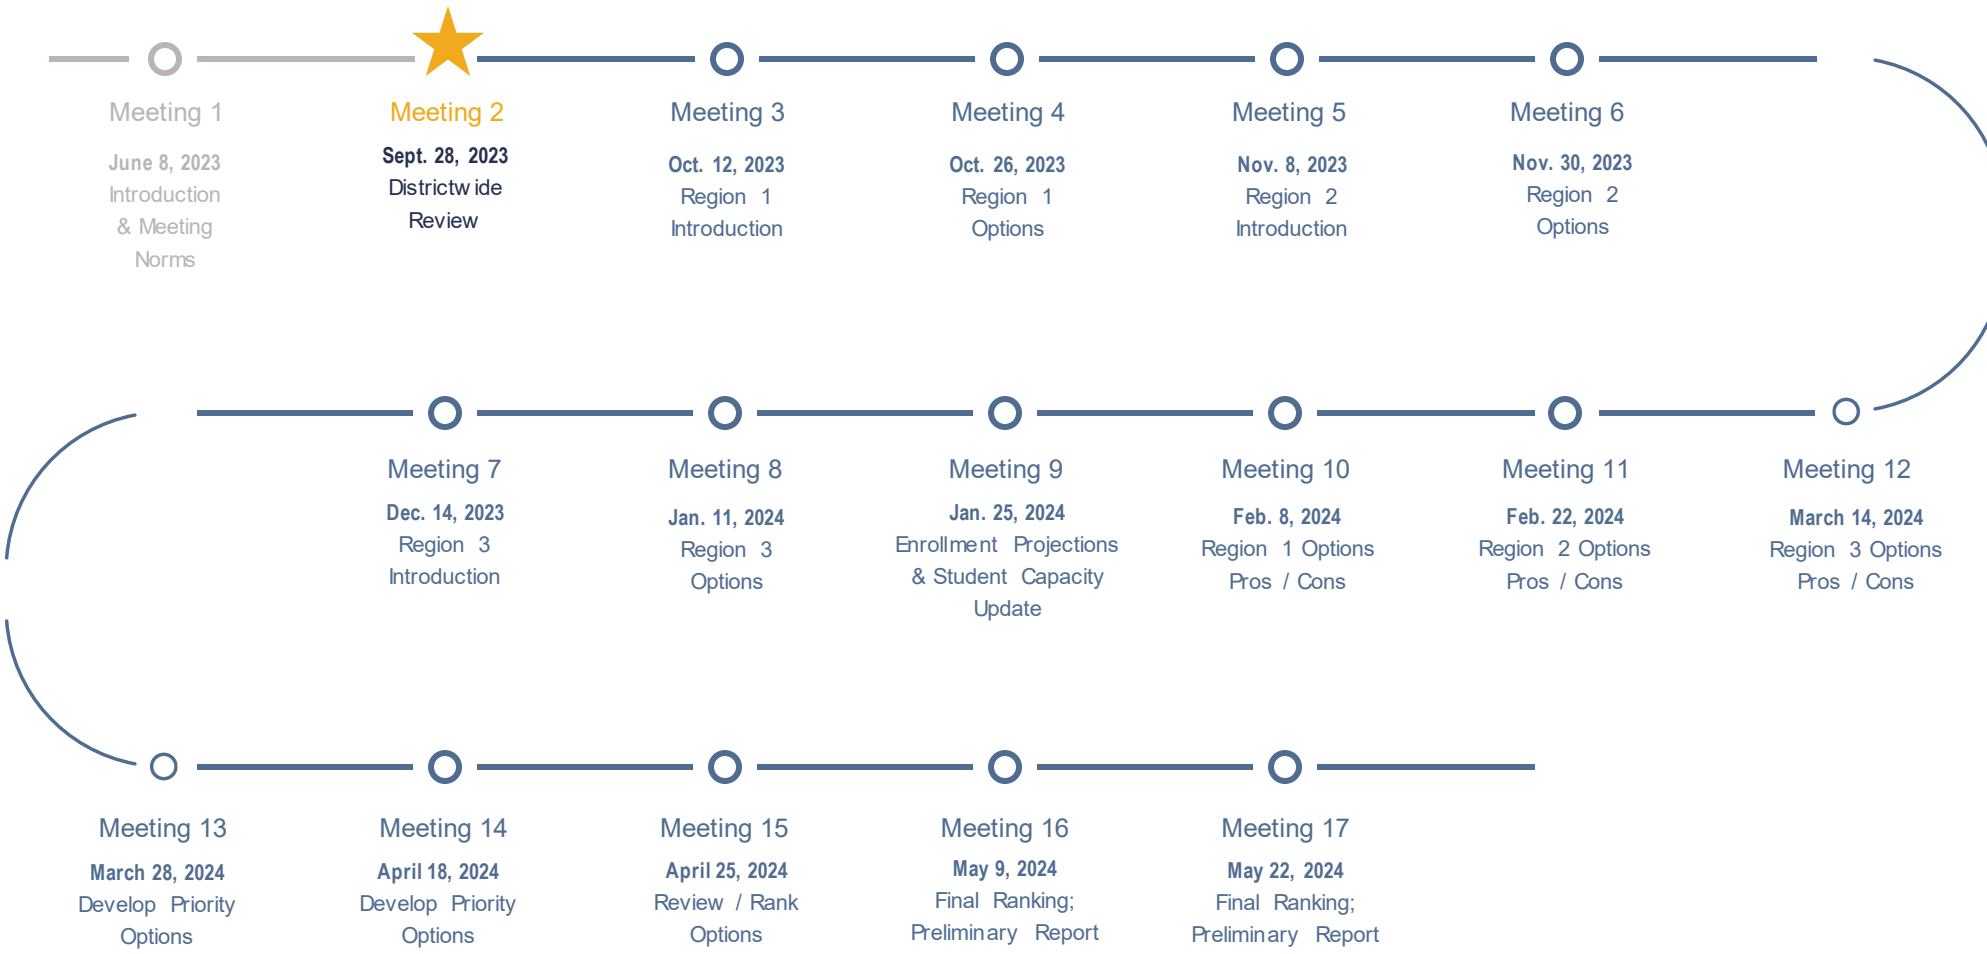 Meeting 1
June 8, 2023
Introduction
& Meeting
Norms
Meeting 2
Sept. 28, 2023
Districtwide
Review
Meeting 3
Oct. 12, 2023
Region 1
Introduction
Meeting 4
Oct. 26, 2023
Region 1
Options
Meeting 5
Nov. 8, 2023
Region 2
Introduction
Meeting 6
Nov. 30, 2023
Region 2
Options
Meeting 7
Dec. 14, 2023
Region 3
Introduction
Meeting 8
Jan. 11, 2024
Region 3
Options
Meeting 9
Jan. 25, 2024
Enrollment Projections
& Student Capacity
Update
Meeting 10
Feb. 8, 2024
Region 1 Options
Pros / Cons
Meeting 11
Feb. 22, 2024
Region 2 Options
Pros / Cons
Meeting 12
March 14, 2024
Region 3 Options
Pros / Cons
Meeting 13
March 28, 2024
Develop Priority
Options
Meeting 14
April 18, 2024
Develop Priority
Options
Meeting 15
April 25, 2024
Review / Rank
Options
Meeting 16
May 9, 2024
Final Ranking;
Preliminary Report
Meeting 17
May 22, 2024
Final Ranking;
Preliminary Report